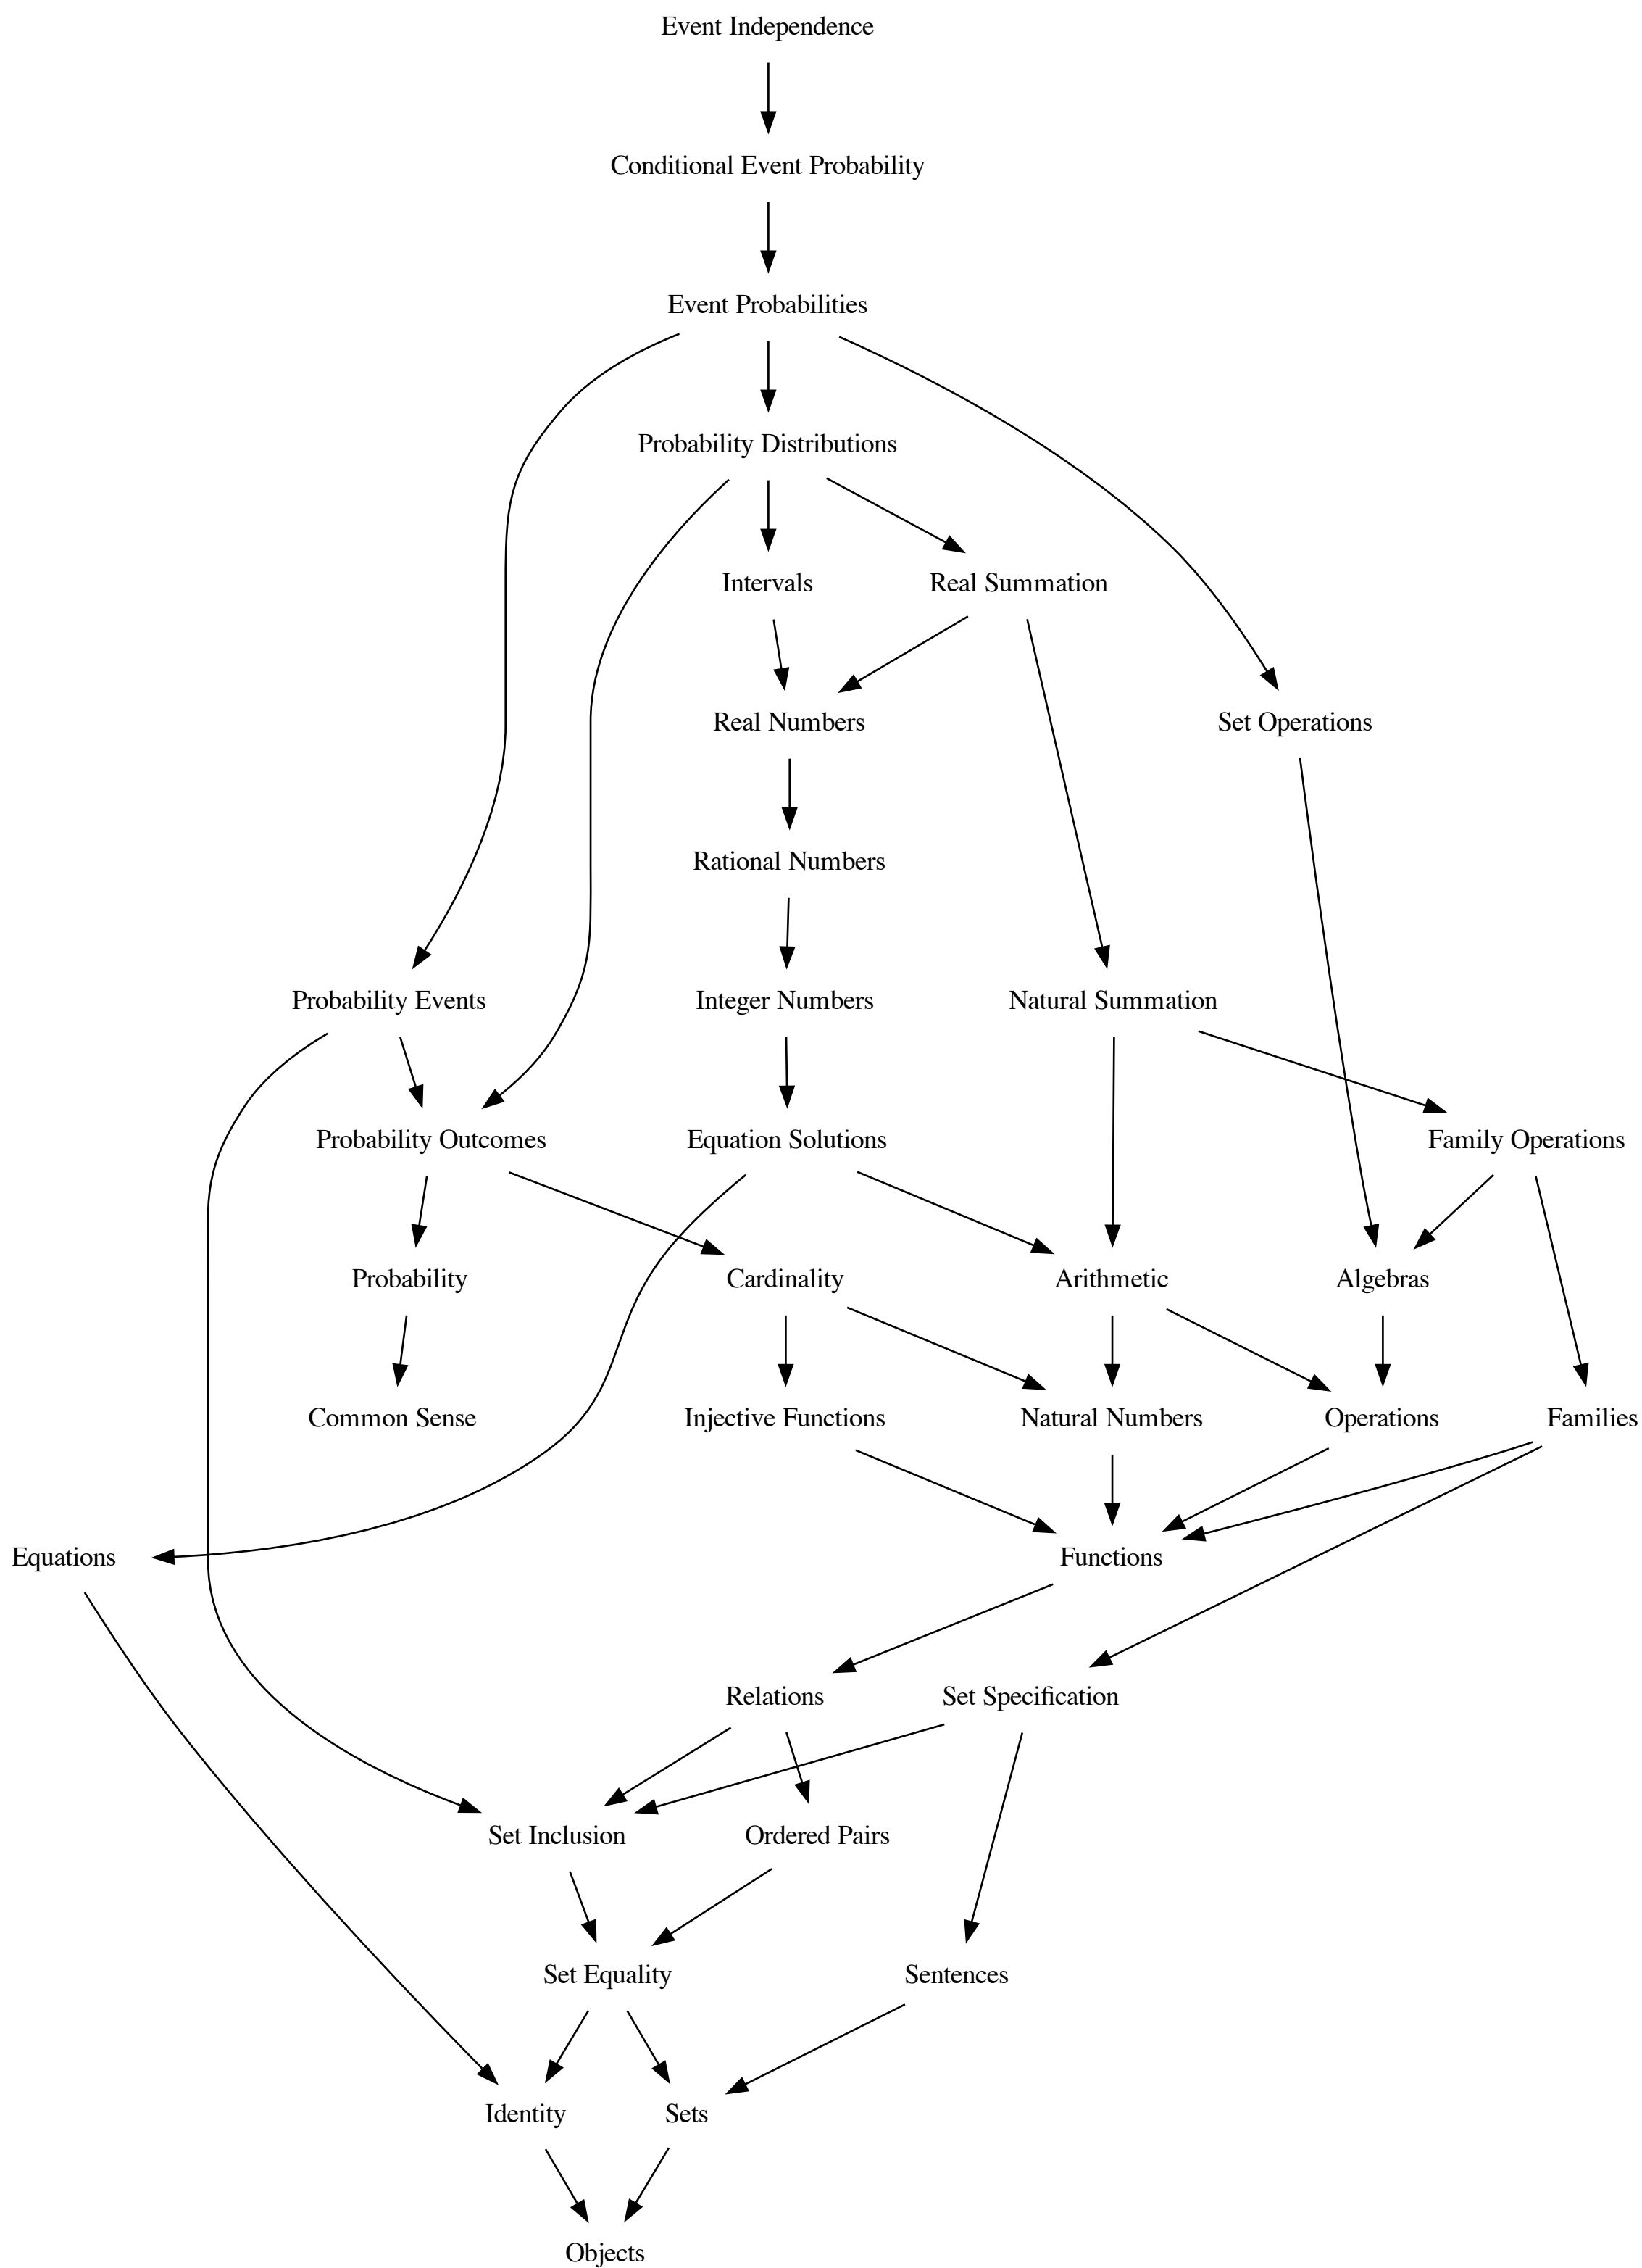 Event Independence
Conditional Event Probability
Event Probabilities
Probability Distributions
Intervals
Real Summation
Real Numbers
Set Operations
Rational Numbers
Probability Events
Integer Numbers
Natural Summation
Probability Outcomes
Equation Solutions
Family Operations
Probability
Cardinality
Arithmetic
Algebras
Common Sense
Injective Functions
Natural Numbers
Operations
Families
Equations
Functions
Relations
Set Specification
Set Inclusion
Ordered Pairs
Set Equality
Sentences
Identity
Sets
Objects